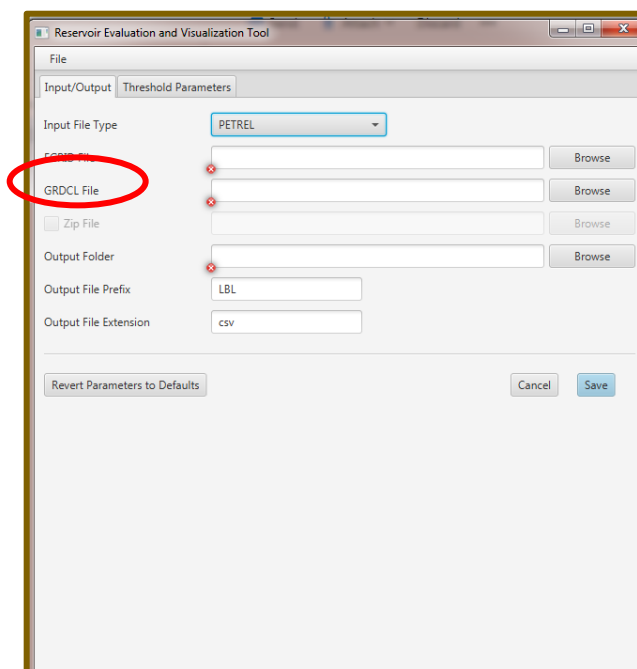 Reservoir Evaluation and Visualization Tool
File
Input/Output Threshold Parameters
Input File Type PETREL
File Browse
GRDCL File Browse
Zip File Browse
Output Folder Browse
Output File Prefix LBL
Output File Extension csv
Revert Parameters to Defaults Cancel Save